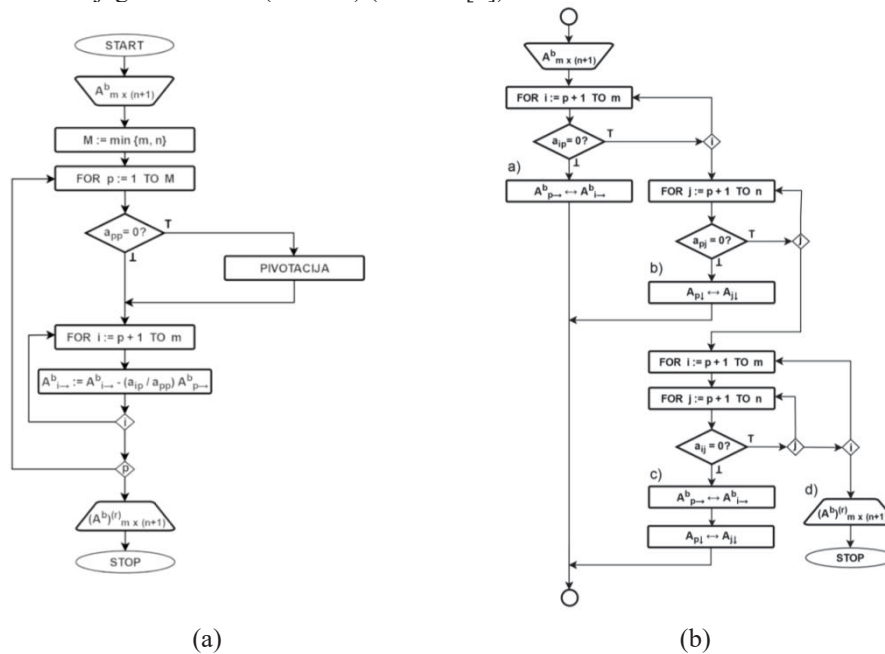 START
Aᵇₘ ₓ ₍ₙ₊₁₎
M := min {m, n}
FOR p := 1 TO M
aₚₚ= 0?
T
⊥
PIVOTACIJA
FOR i := p + 1 TO m
Aᵇᵢ→ := Aᵇᵢ→ - (aᵢₚ / aₚₚ) Aᵇₚ→
i
p
(Aᵇ)⁽ʳ⁾ₘ ₓ ₍ₙ₊₁₎
STOP
(a)
Aᵇₘ ₓ ₍ₙ₊₁₎
FOR i := p + 1 TO m
aᵢₚ= 0?
T
i
⊥
a)
Aᵇₚ→ ↔ Aᵇᵢ→
FOR j := p + 1 TO n
aₚⱼ = 0?
T
j
⊥
b)
Aₚ↓ ↔ Aⱼ↓
FOR i := p + 1 TO m
FOR j := p + 1 TO n
aᵢⱼ = 0?
T
j
i
⊥
c)
Aᵇₚ→ ↔ Aᵇᵢ→
Aₚ↓ ↔ Aⱼ↓
d)
(Aᵇ)⁽ʳ⁾ₘ ₓ ₍ₙ₊₁
STOP
(b)